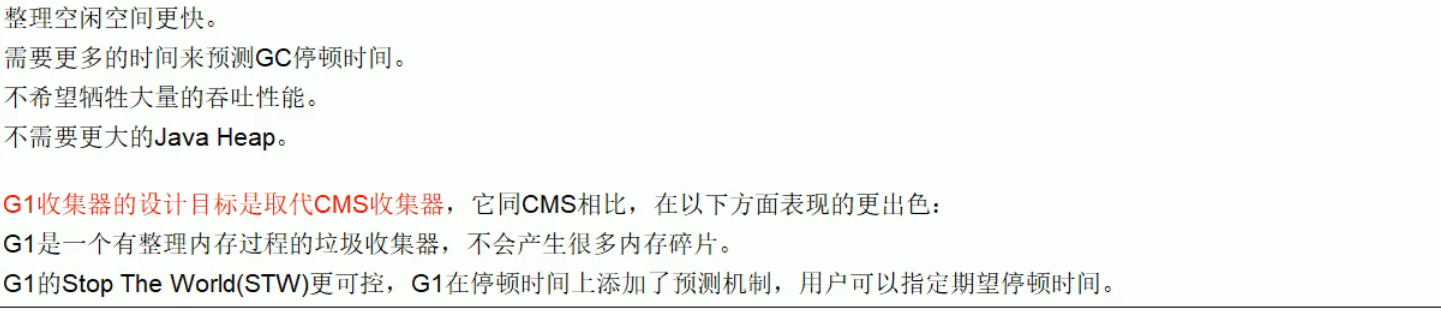 整理空闲空间更快。
需要更多的时间来预测GC停顿时间。
不希望牺牲大量的吞吐性能。
不需要更大的Java Heap。
G1收集器的设计目标是取代CMS收集器，它同CMS相比，在以下方面表现的更出色：
G1是一个有整理内存过程的垃圾收集器，不会产生很多内存碎片。
G1的Stop The World(STW)更可控，G1在停顿时间上添加了预测机制，用户可以指定期望停顿时间。